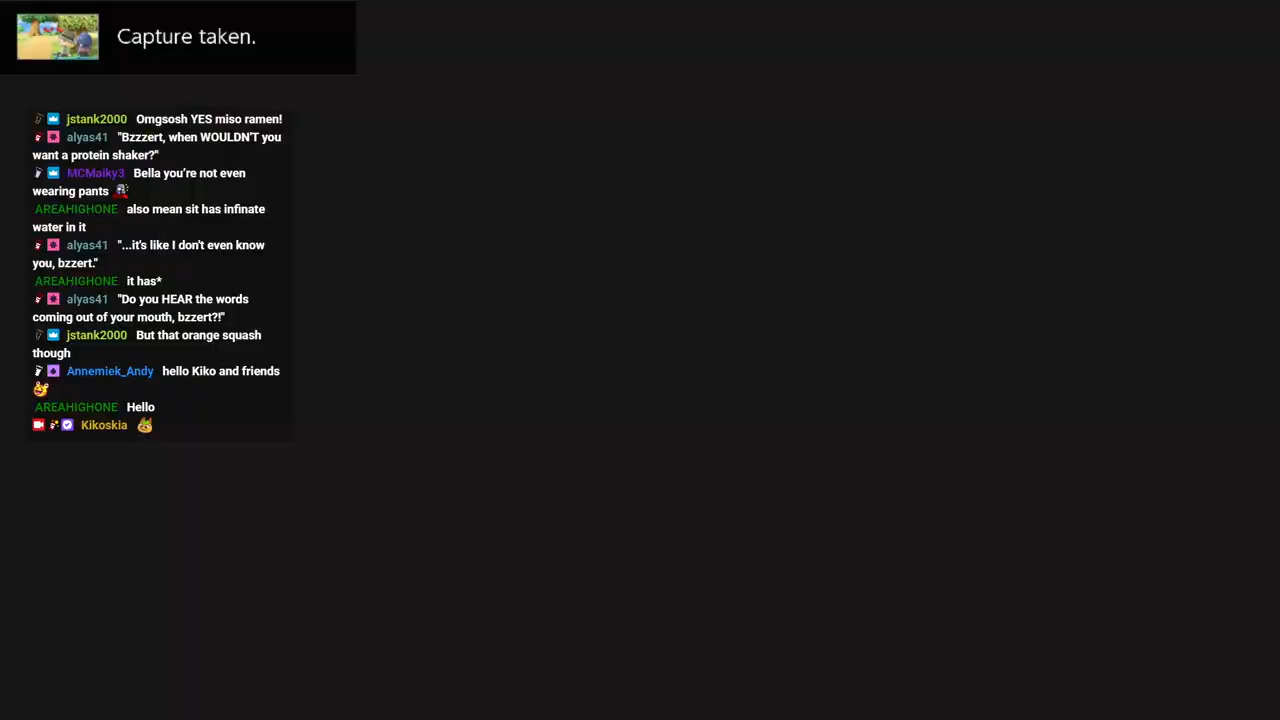 Capture taken.
jstank2000 Omgsosh YES miso ramen!
alyas41 "Bzzzert, when WOULDN'T you
want a protein shaker?"
MCMaiky3 Bella you're not even
wearing pants
AREAHIGHONE also mean sit has infinate
water in it
alyas41 "...it's like I don't even know
you, bzzert."
AREAHIGHONE it has*
alyas41 "Do you HEAR the words
coming out of your mouth, bzzert?!"
jstank2000 But that orange squash
though
Annemiek_Andy hello Kiko and friends
AREAHIGHONE Hello
Kikoskia